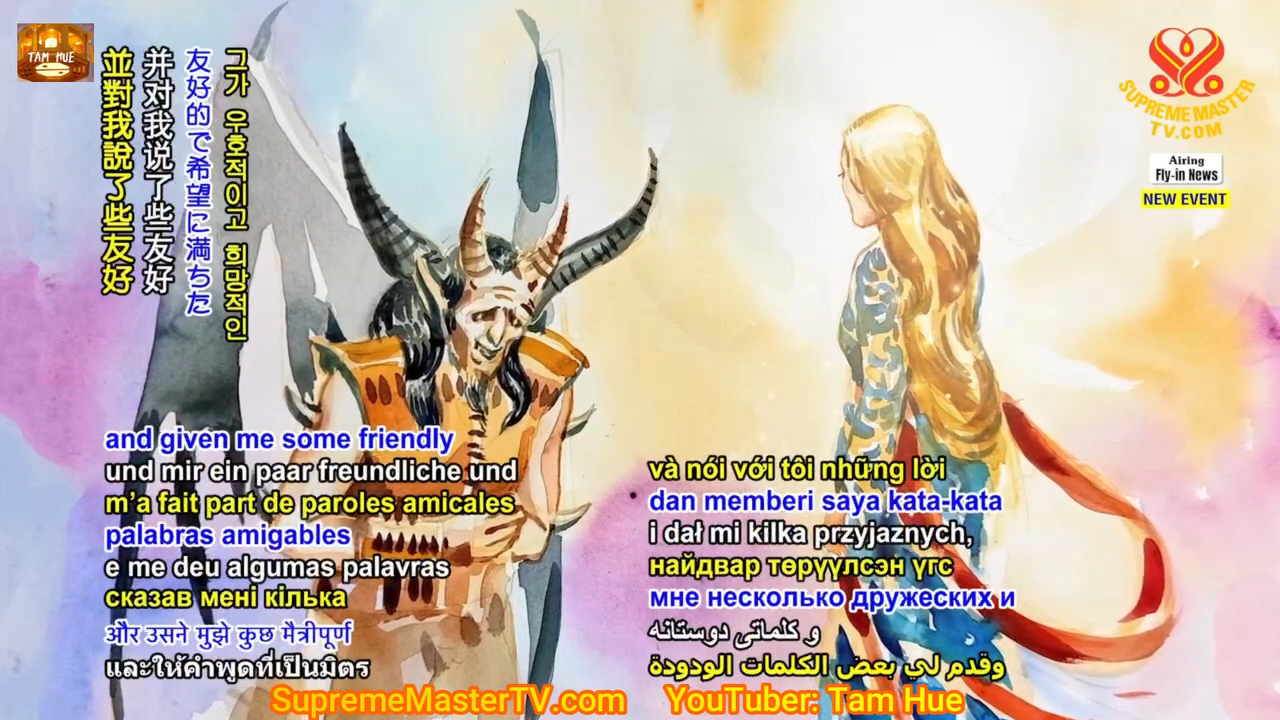 TAM HUE
並對我說了些友好
并对我说了些友好
友好的で希望に満ちた
그가 우호적이고 희망적인
SUPREME MASTER
TV.COM
Airing
Fly-in News
NEW EVENT
and given me some friendly
und mir ein paar freundliche und
m’a fait part de paroles amicales
palabras amigables
e me deu algumas palavras
сказав мені кілька
और उसने मुझे कुछ मैत्रीपूर्ण
และให้คำพูดที่เป็นมิตร
và nói với tôi những lời
dan memberi saya kata-kata
i dał mi kilka przyjaznych,
найдвар төрүүлсэн үгс
мне несколько дружеских и
و کلماتی دوستانه
وقدم لي بعض الكلمات الودودة
SupremeMasterTV.com
YouTuber: Tam Hue